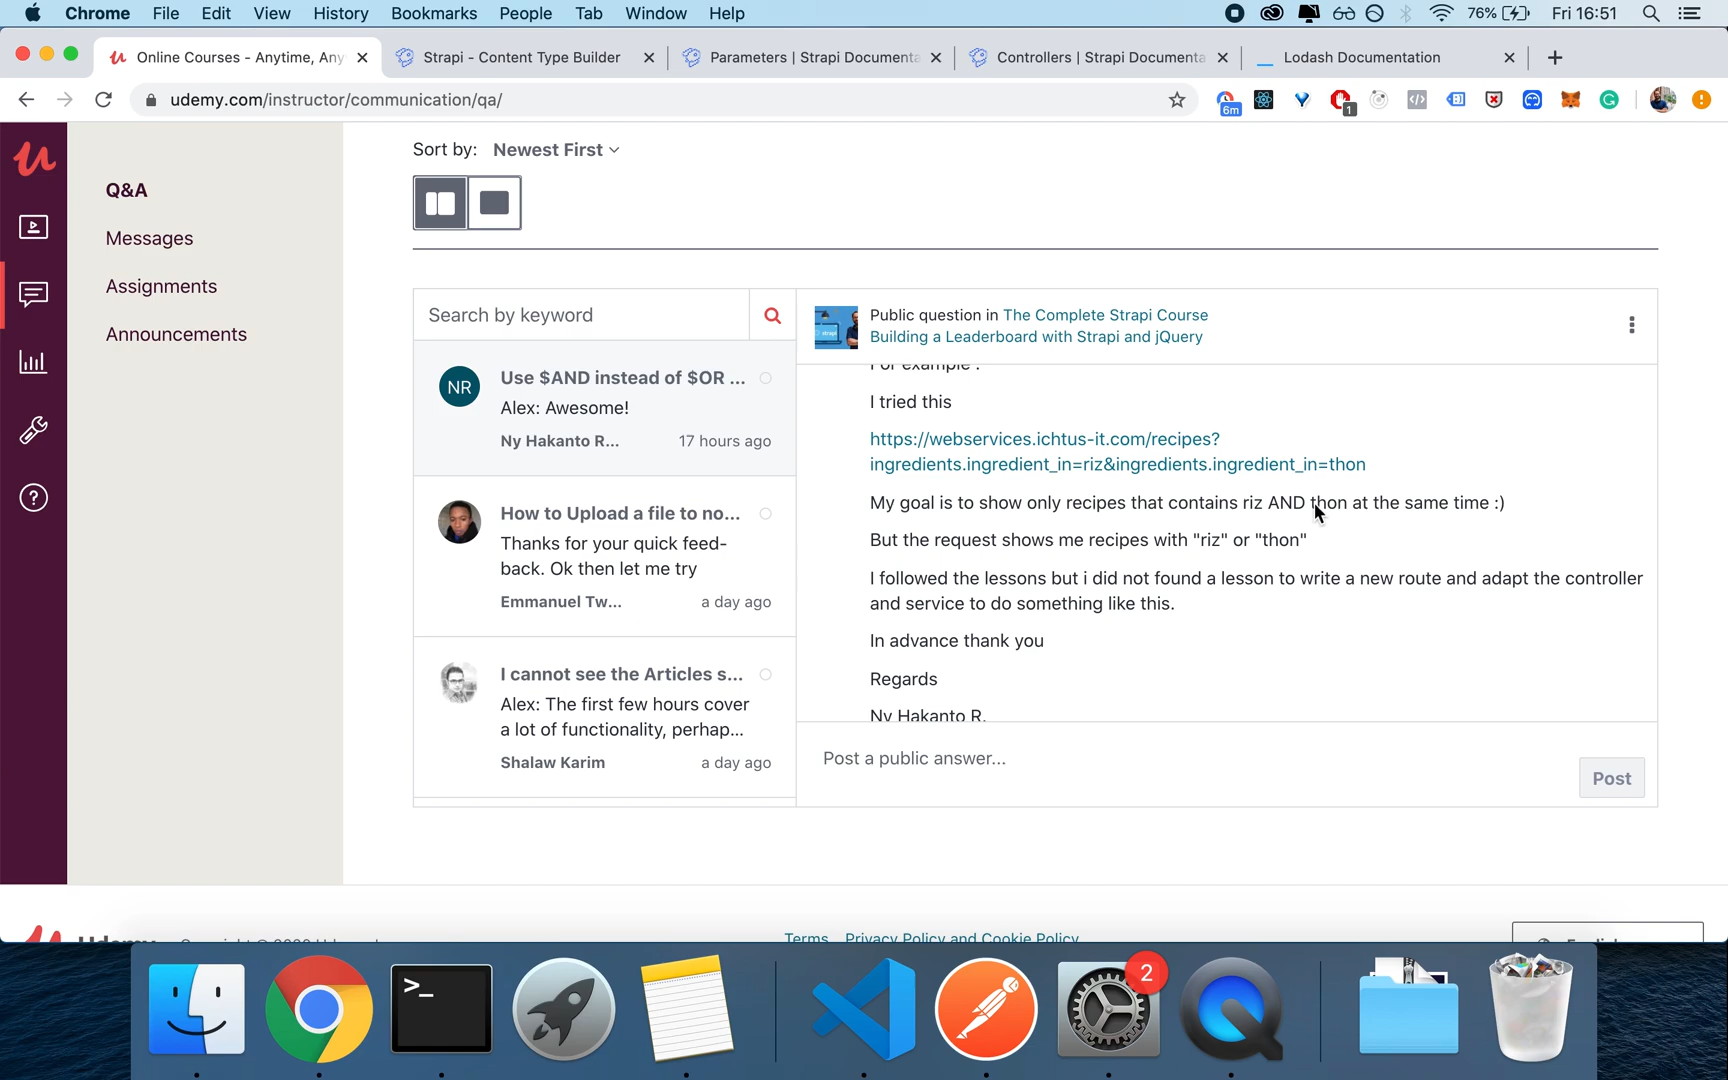 Chrome File Edit View History Bookmarks People Tab Window Help 76% Fri 16:51
Online Courses - Anytime, Any
Strapi - Content Type Builder
Parameters | Strapi Documenta
Controllers | Strapi Documenta
Lodash Documentation
udemy.com/instructor/communication/qa/
6m
1
Q&A
Messages
Assignments
Announcements
Sort by: Newest First
Search by keyword
NR
Use $AND instead of $OR ...
Alex: Awesome!
Ny Hakanto R... 17 hours ago
How to Upload a file to no...
Thanks for your quick feed-
back. Ok then let me try
Emmanuel Tw... a day ago
I cannot see the Articles s...
Alex: The first few hours cover
a lot of functionality, perhap...
Shalaw Karim a day ago
strapi
Public question in The Complete Strapi Course
Building a Leaderboard with Strapi and jQuery
For example :
I tried this
https://webservices.ichtus-it.com/recipes?
ingredients.ingredient_in=riz&ingredients.ingredient_in=thon
My goal is to show only recipes that contains riz AND thon at the same time :)
But the request shows me recipes with "riz" or "thon"
I followed the lessons but i did not found a lesson to write a new route and adapt the controller
and service to do something like this.
In advance thank you
Regards
Ny Hakanto R.
Post a public answer...
Post
Terms Privacy Policy and Cookie Policy
2